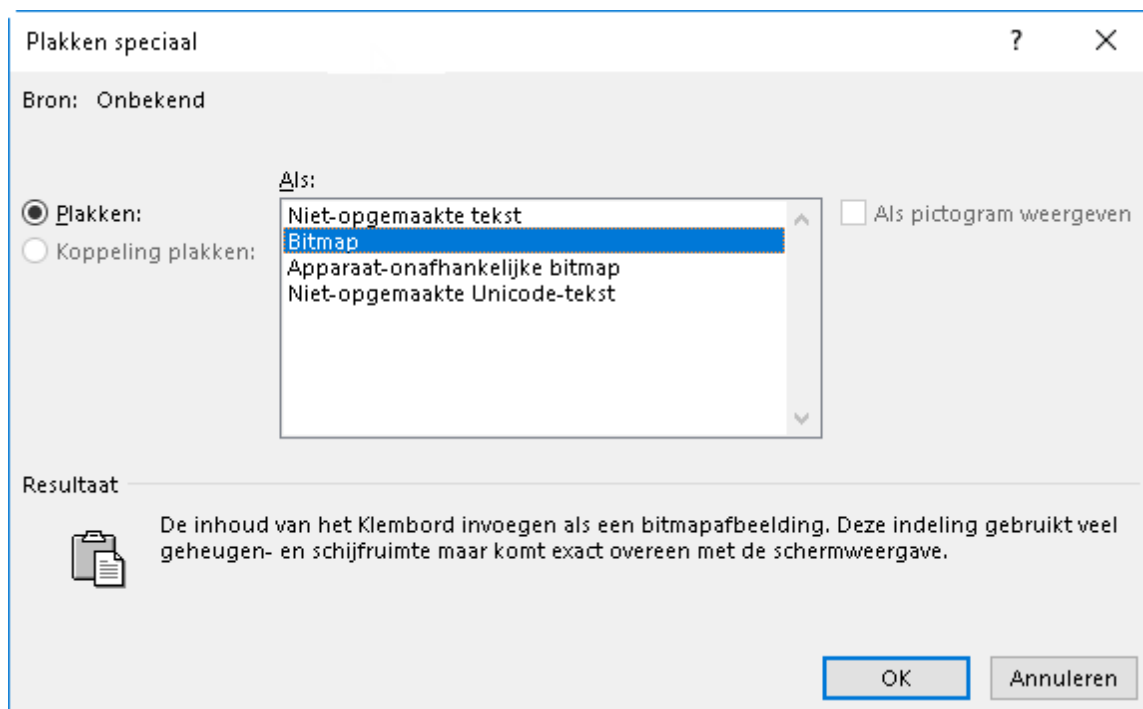 Plakken speciaal
?
Bron: Onbekend
Als:
Plakken:
Koppeling plakken:
Niet-opgemaakte tekst
Bitmap
Apparaat-onafhankelijke bitmap
Niet-opgemaakte Unicode-tekst
Als pictogram weergeven
Resultaat
De inhoud van het Klembord invoegen als een bitmapafbeelding. Deze indeling gebruikt veel
geheugen- en schijfruimte maar komt exact overeen met de schermweergave.
OK
Annuleren